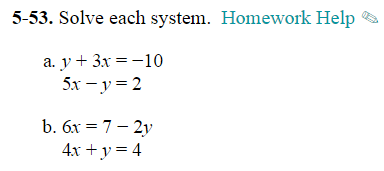 5-53. Solve each system. Homework Help ✎
a. y + 3x = −10
5x − y = 2
b. 6x = 7 − 2y
4x + y = 4